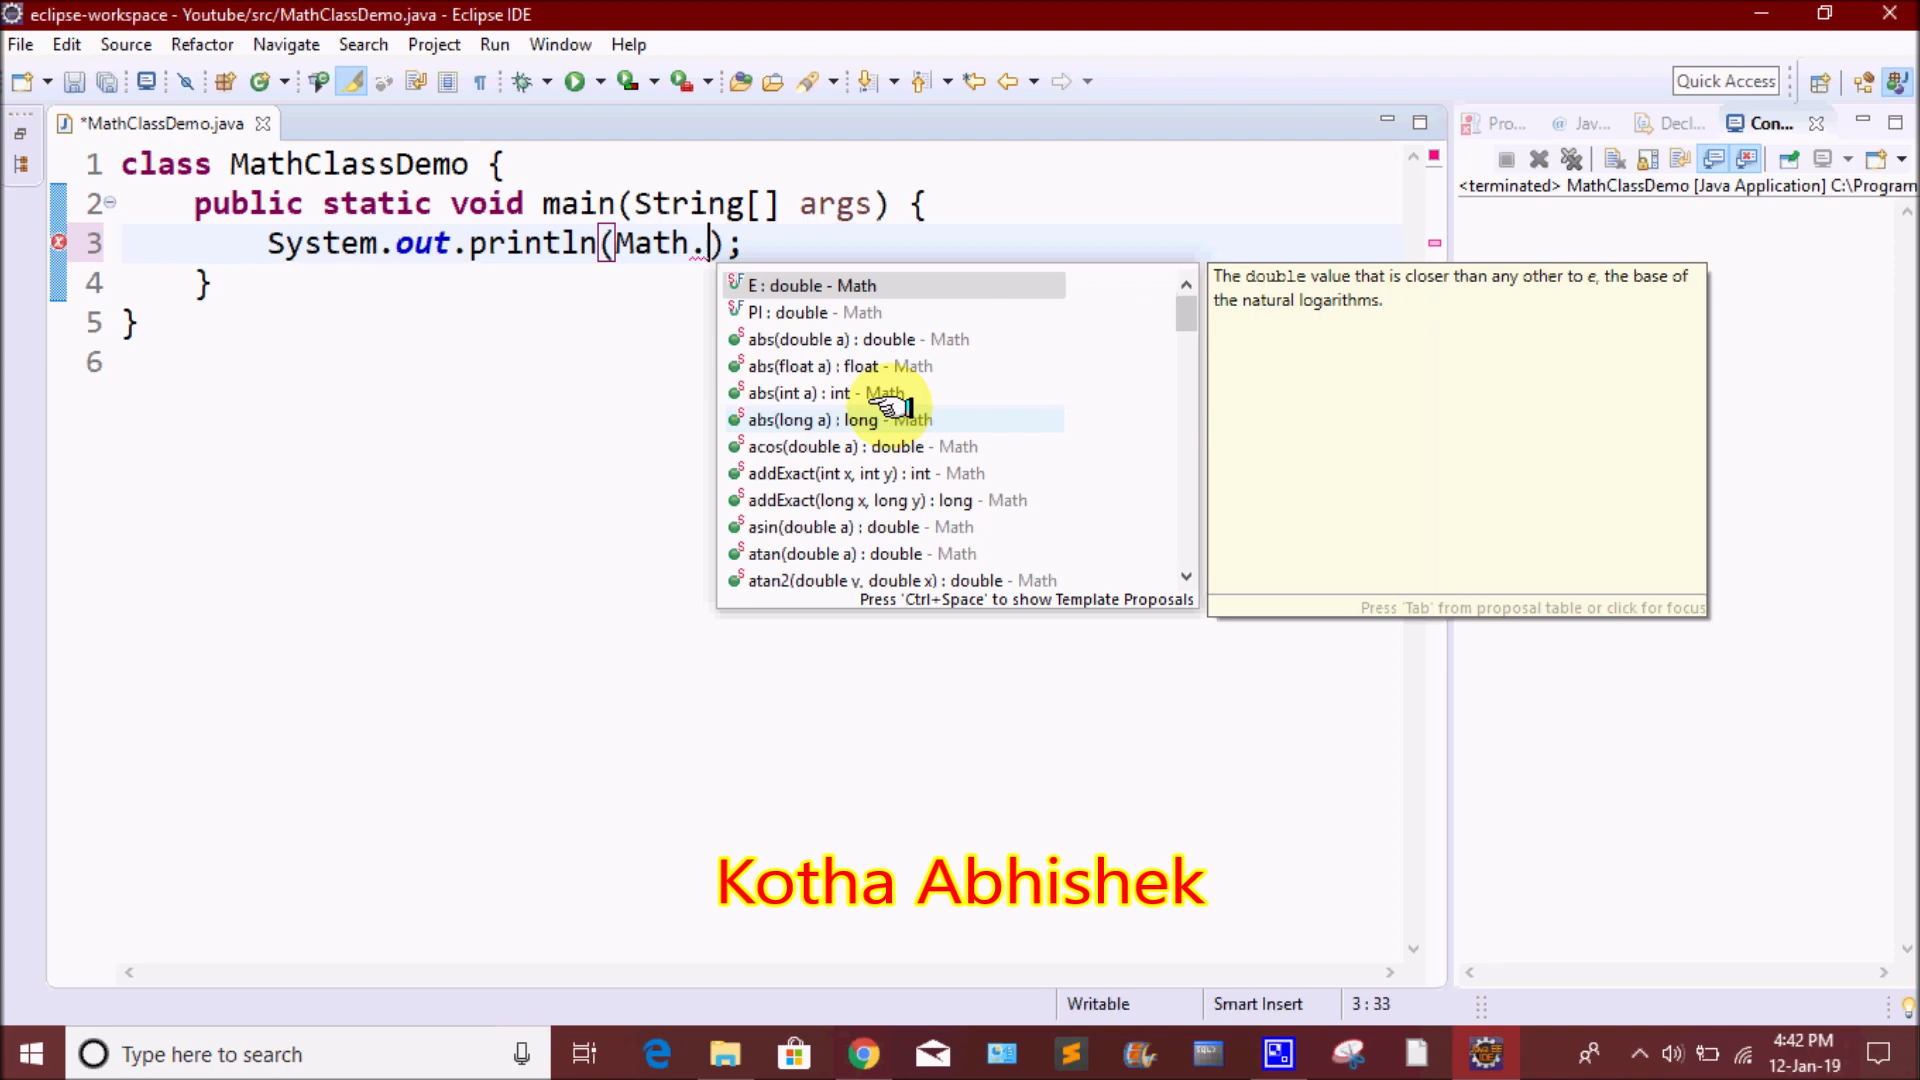 eclipse-workspace - Youtube/src/MathClassDemo.java - Eclipse IDE
File Edit Source Refactor Navigate Search Project Run Window Help
Quick Access
*MathClassDemo.java
Pro... @ Jav... Decl... Con...
<terminated> MathClassDemo [Java Application] C:\Program
1 class MathClassDemo {
2 public static void main(String[] args) {
3 System.out.println(Math.);
4 }
5 }
6
E : double - Math
PI : double - Math
abs(double a) : double - Math
abs(float a) : float - Math
abs(int a) : int - Math
abs(long a) : long - Math
acos(double a) : double - Math
addExact(int x, int y) : int - Math
addExact(long x, long y) : long - Math
asin(double a) : double - Math
atan(double a) : double - Math
atan2(double y, double x) : double - Math
Press 'Ctrl+Space' to show Template Proposals
The double value that is closer than any other to e, the base of
the natural logarithms.
Press 'Tab' from proposal table or click for focus
Kotha Abhishek
Writable Smart Insert 3 : 33
Type here to search
4:42 PM
12-Jan-19